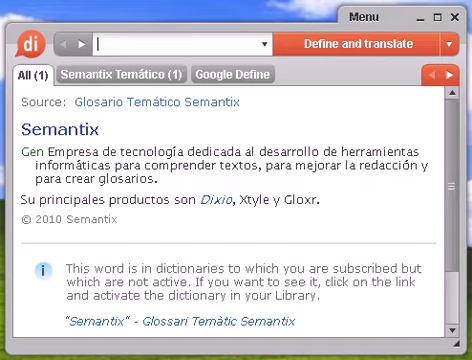 Menu
di
Define and translate
All (1)
Semantix Temático (1)
Google Define
Source: Glosario Temático Semantix
Semantix
Gen Empresa de tecnología dedicada al desarrollo de herramientas
informáticas para comprender textos, para mejorar la redacción y
para crear glosarios.
Su principales productos son Dixio, Xtyle y Gloxr.
© 2010 Semantix
i
This word is in dictionaries to which you are subscribed but
which are not active. If you want to see it, click on the link
and activate the dictionary in your Library.
"Semantix" - Glossari Temàtic Semantix